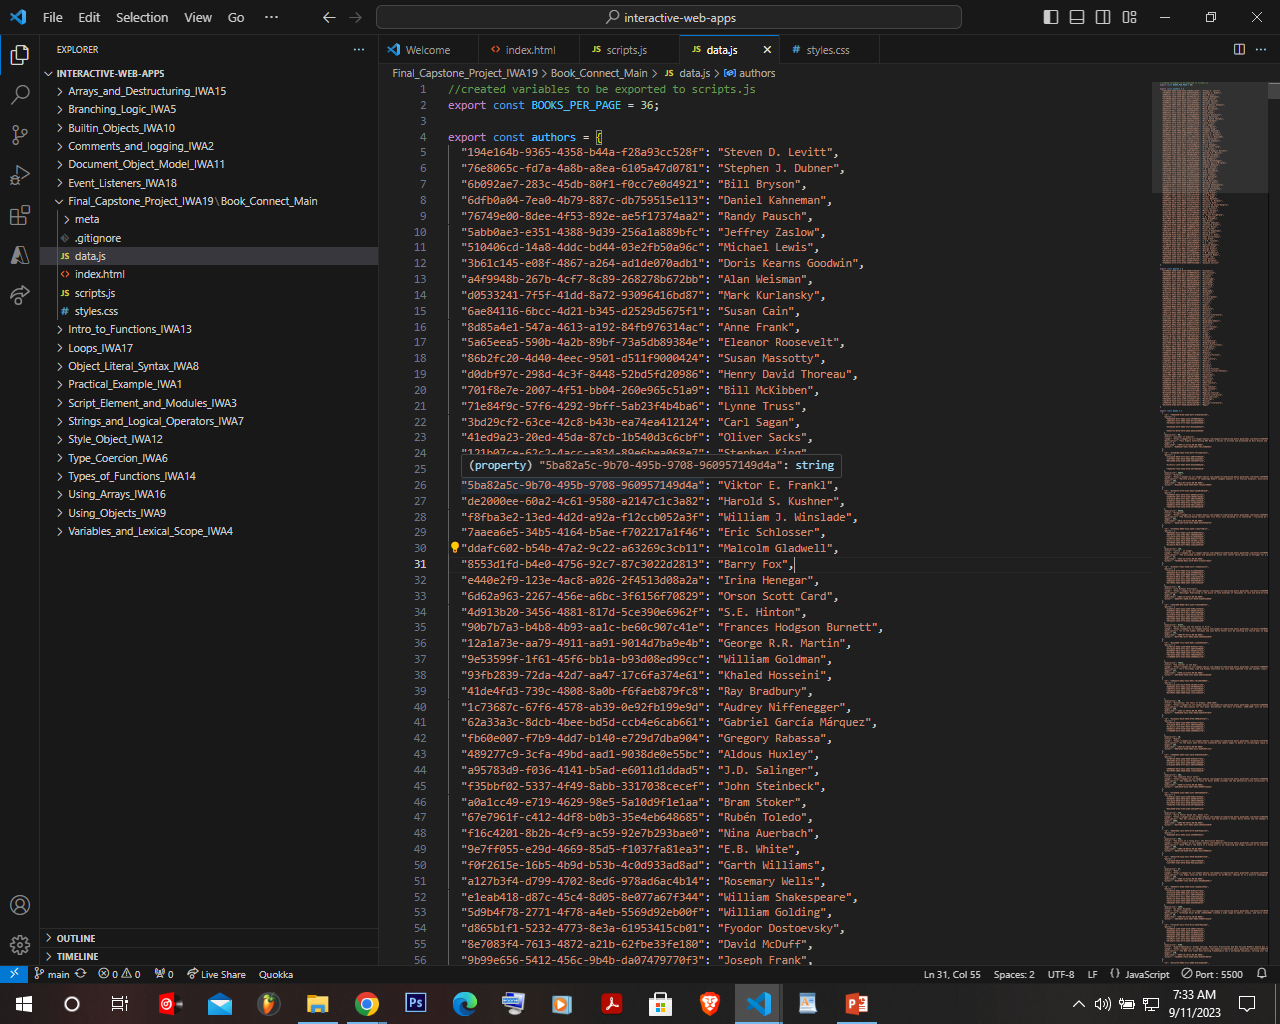 File Edit Selection View Go ··· interactive-web-apps
EXPLORER ···
INTERACTIVE-WEB-APPS
Arrays_and_Destructuring_IWA15
Branching_Logic_IWA5
Builtin_Objects_IWA10
Comments_and_logging_IWA2
Document_Object_Model_IWA11
Event_Listeners_IWA18
Final_Capstone_Project_IWA19\Book_Connect_Main
meta
.gitignore
JS data.js
index.html
JS scripts.js
# styles.css
Intro_to_Functions_IWA13
Loops_IWA17
Object_Literal_Syntax_IWA8
Practical_Example_IWA1
Script_Element_and_Modules_IWA3
Strings_and_Logical_Operators_IWA7
Style_Object_IWA12
Type_Coercion_IWA6
Types_of_Functions_IWA14
Using_Arrays_IWA16
Using_Objects_IWA9
Variables_and_Lexical_Scope_IWA4
OUTLINE
TIMELINE
Welcome index.html JS scripts.js JS data.js # styles.css
Final_Capstone_Project_IWA19 > Book_Connect_Main > JS data.js > authors
1 //created variables to be exported to scripts.js
2 export const BOOKS_PER_PAGE = 36;
3
4 export const authors = {
5 "194e164b-9365-4358-b44a-f28a93cc528f": "Steven D. Levitt",
6 "76e8065c-fd7a-4a8b-a8ea-6105a47d0781": "Stephen J. Dubner",
7 "6b092ae7-283c-45db-80f1-f0cc7e0d4921": "Bill Bryson",
8 "6dfb0a04-7ea0-4b79-887c-db759515e113": "Daniel Kahneman",
9 "76749e00-8dee-4f53-892e-ae5f17374aa2": "Randy Pausch",
10 "5abb0ae3-e351-4388-9d39-256a1a889bfc": "Jeffrey Zaslow",
11 "510406cd-14a8-4ddc-bd44-03e2fb50a96c": "Michael Lewis",
12 "3b61c145-e08f-4867-a264-ad1de070adb1": "Doris Kearns Goodwin",
13 "a4f9948b-267b-4cf7-8c89-268278b672bb": "Alan Weisman",
14 "d0533241-7f5f-41dd-8a72-93096416bd87": "Mark Kurlansky",
15 "6ae84116-6bcc-4d21-b345-d2529d5675f1": "Susan Cain",
16 "8d85a4e1-547a-4613-a192-84fb976314ac": "Anne Frank",
17 "5a65eea5-590b-4a2b-89bf-73a5db89384e": "Eleanor Roosevelt",
18 "86b2fc20-4d40-4eec-9501-d511f9000424": "Susan Massotty",
19 "d0dbf97c-298d-4c3f-8448-52bd5fd20986": "Henry David Thoreau",
20 "701f8e7e-2007-4f51-bb04-260e965c51a9": "Bill McKibben",
21 "71e84f9c-57f6-4292-9bff-5ab23f4b4ba6": "Lynne Truss",
22 "3bd29cf2-63ce-42c8-b43b-ea74ea412124": "Carl Sagan",
23 "41ed9a23-20ed-45da-87cb-1b540d3c6cbf": "Oliver Sacks",
24 "121b07ce-62c2-4acc-a834-89e6bea068e7": "Stephen King",
25 (property) "5ba82a5c-9b70-495b-9708-960957149d4a": string
26 "5ba82a5c-9b70-495b-9708-960957149d4a": "Viktor E. Frankl",
27 "de2000ee-60a2-4c61-9580-a2147c1c3a82": "Harold S. Kushner",
28 "f8fba3e2-13ed-4d2d-a92a-f12ccb052a3f": "William J. Winslade",
29 "7aaea6e5-34b5-4164-b5ae-f702217a1f46": "Eric Schlosser",
30 "ddafc602-b54b-47a2-9c22-a63269c3cb11": "Malcolm Gladwell",
31 "8553d1fd-b4e0-4756-92c7-87c3022d2813": "Barry Fox",
32 "e440e2f9-123e-4ac8-a026-2f4513d08a2a": "Irina Henegar",
33 "6d62a963-2267-456e-a6bc-3f6156f70829": "Orson Scott Card",
34 "4d913b20-3456-4881-817d-5ce390e6962f": "S.E. Hinton",
35 "90b7b7a3-b4b8-4b93-aa1c-be60c907c41e": "Frances Hodgson Burnett",
36 "12a1a73e-aa79-4911-aa91-9014d7ba9e4b": "George R.R. Martin",
37 "9e53599f-1f61-45f6-bb1a-b93d08ed99cc": "William Goldman",
38 "93fb2839-72da-42d7-aa47-17c6fa374e61": "Khaled Hosseini",
39 "41de4fd3-739c-4808-8a0b-f6faeb879fc8": "Ray Bradbury",
40 "1c73687c-67f6-4578-ab39-0e92fb199e9d": "Audrey Niffenegger",
41 "62a33a3c-8dcb-4bee-bd5d-ccb4e6cab661": "Gabriel García Márquez",
42 "fb60e007-f7b9-4dd7-b140-e729d7dba904": "Gregory Rabassa",
43 "489277c9-3cfa-49bd-aad1-9038de0e55bc": "Aldous Huxley",
44 "a95783d9-f036-4141-b5ad-e6011d1ddad5": "J.D. Salinger",
45 "f35bbf02-5337-4f49-8abb-3317038cecef": "John Steinbeck",
46 "a0a1cc49-e719-4629-98e5-5a10d9f1e1aa": "Bram Stoker",
47 "67e7961f-c412-4df8-b0b3-35e4eb648685": "Rubén Toledo",
48 "f16c4201-8b2b-4cf9-ac59-92e7b293bae0": "Nina Auerbach",
49 "9e7ff055-e29d-4669-85d5-f1037fa81ea3": "E.B. White",
50 "f0f2615e-16b5-4b9d-b53b-4c0d933ad8ad": "Garth Williams",
51 "a127b3f4-d799-4702-8ed6-978ad6ac4b14": "Rosemary Wells",
52 "e1eab418-d87c-45c4-8d05-8e077a67f344": "William Shakespeare",
53 "5d9b4f78-2771-4f78-a4eb-5569d92eb00f": "William Golding",
54 "d865b1f1-5232-4773-8e3a-61953415cb01": "Fyodor Dostoevsky",
55 "8e7083f4-7613-4872-a21b-62fbe33fe180": "David McDuff",
56 "9b99e656-5412-456c-9b4b-da07479770f3": "Joseph Frank",
main 0 0 0 Live Share Quokka Ln 31, Col 55 Spaces: 2 UTF-8 LF {} JavaScript Port : 5500
7:33 AM
9/11/2023